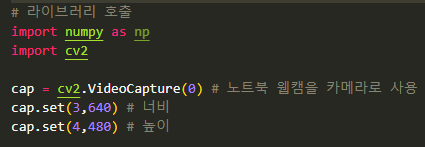 # 라이브러리 호출
import numpy as np
import cv2

cap = cv2.VideoCapture(0) # 노트북 웹캠을 카메라로 사용
cap.set(3,640) # 너비
cap.set(4,480) # 높이